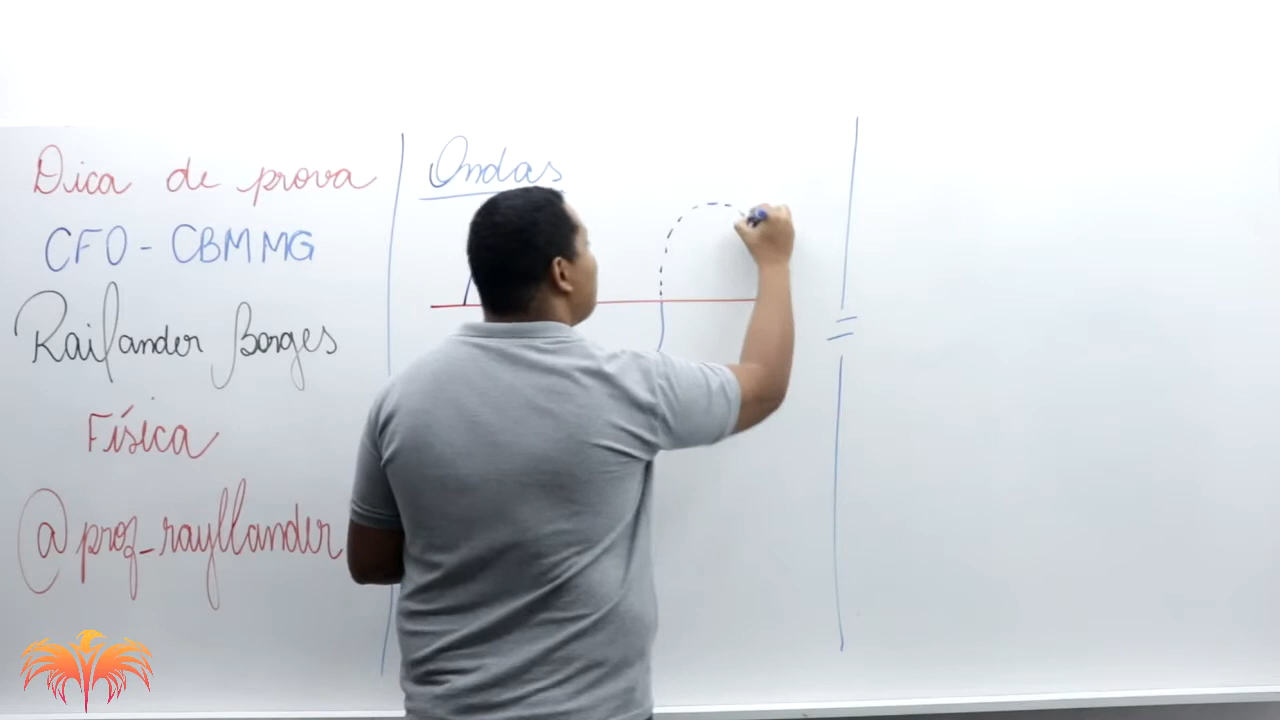 Dica de prova
CFO - CBMMG
Railander Borges
Física
@prof_rayllander
Ondas